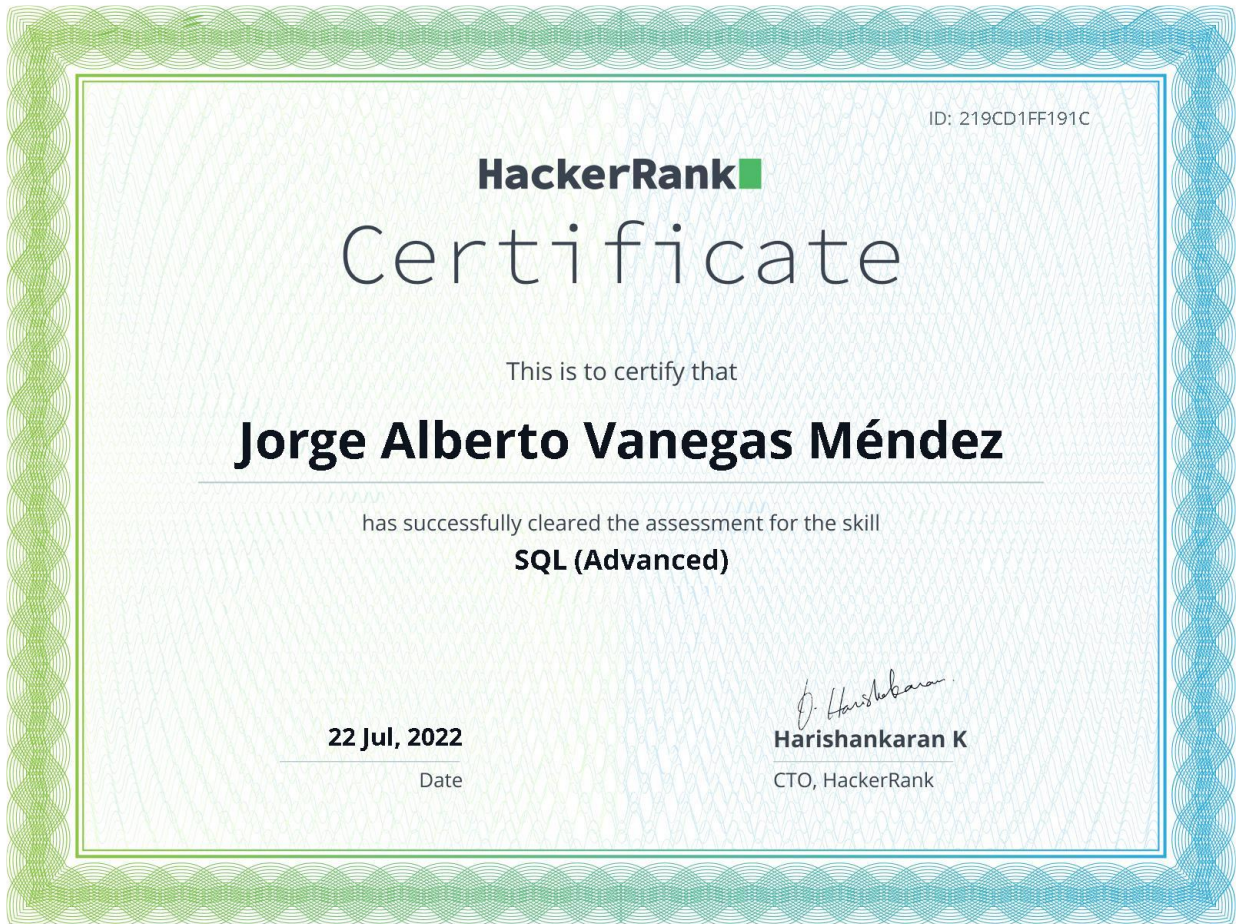 ID: 219CD1FF191C
HackerRank
Certificate
This is to certify that
Jorge Alberto Vanegas Méndez
has successfully cleared the assessment for the skill
SQL (Advanced)
22 Jul, 2022
Date
Harishankaran K
CTO, HackerRank